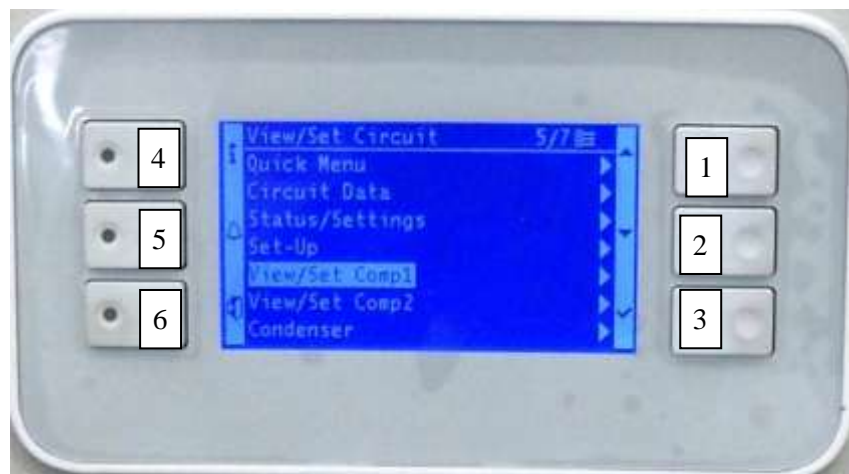 View/Set Circuit 5/7
Quick Menu
Circuit Data
Status/Settings
Set-Up
View/Set Comp1
View/Set Comp2
Condenser
4
5
6
1
2
3